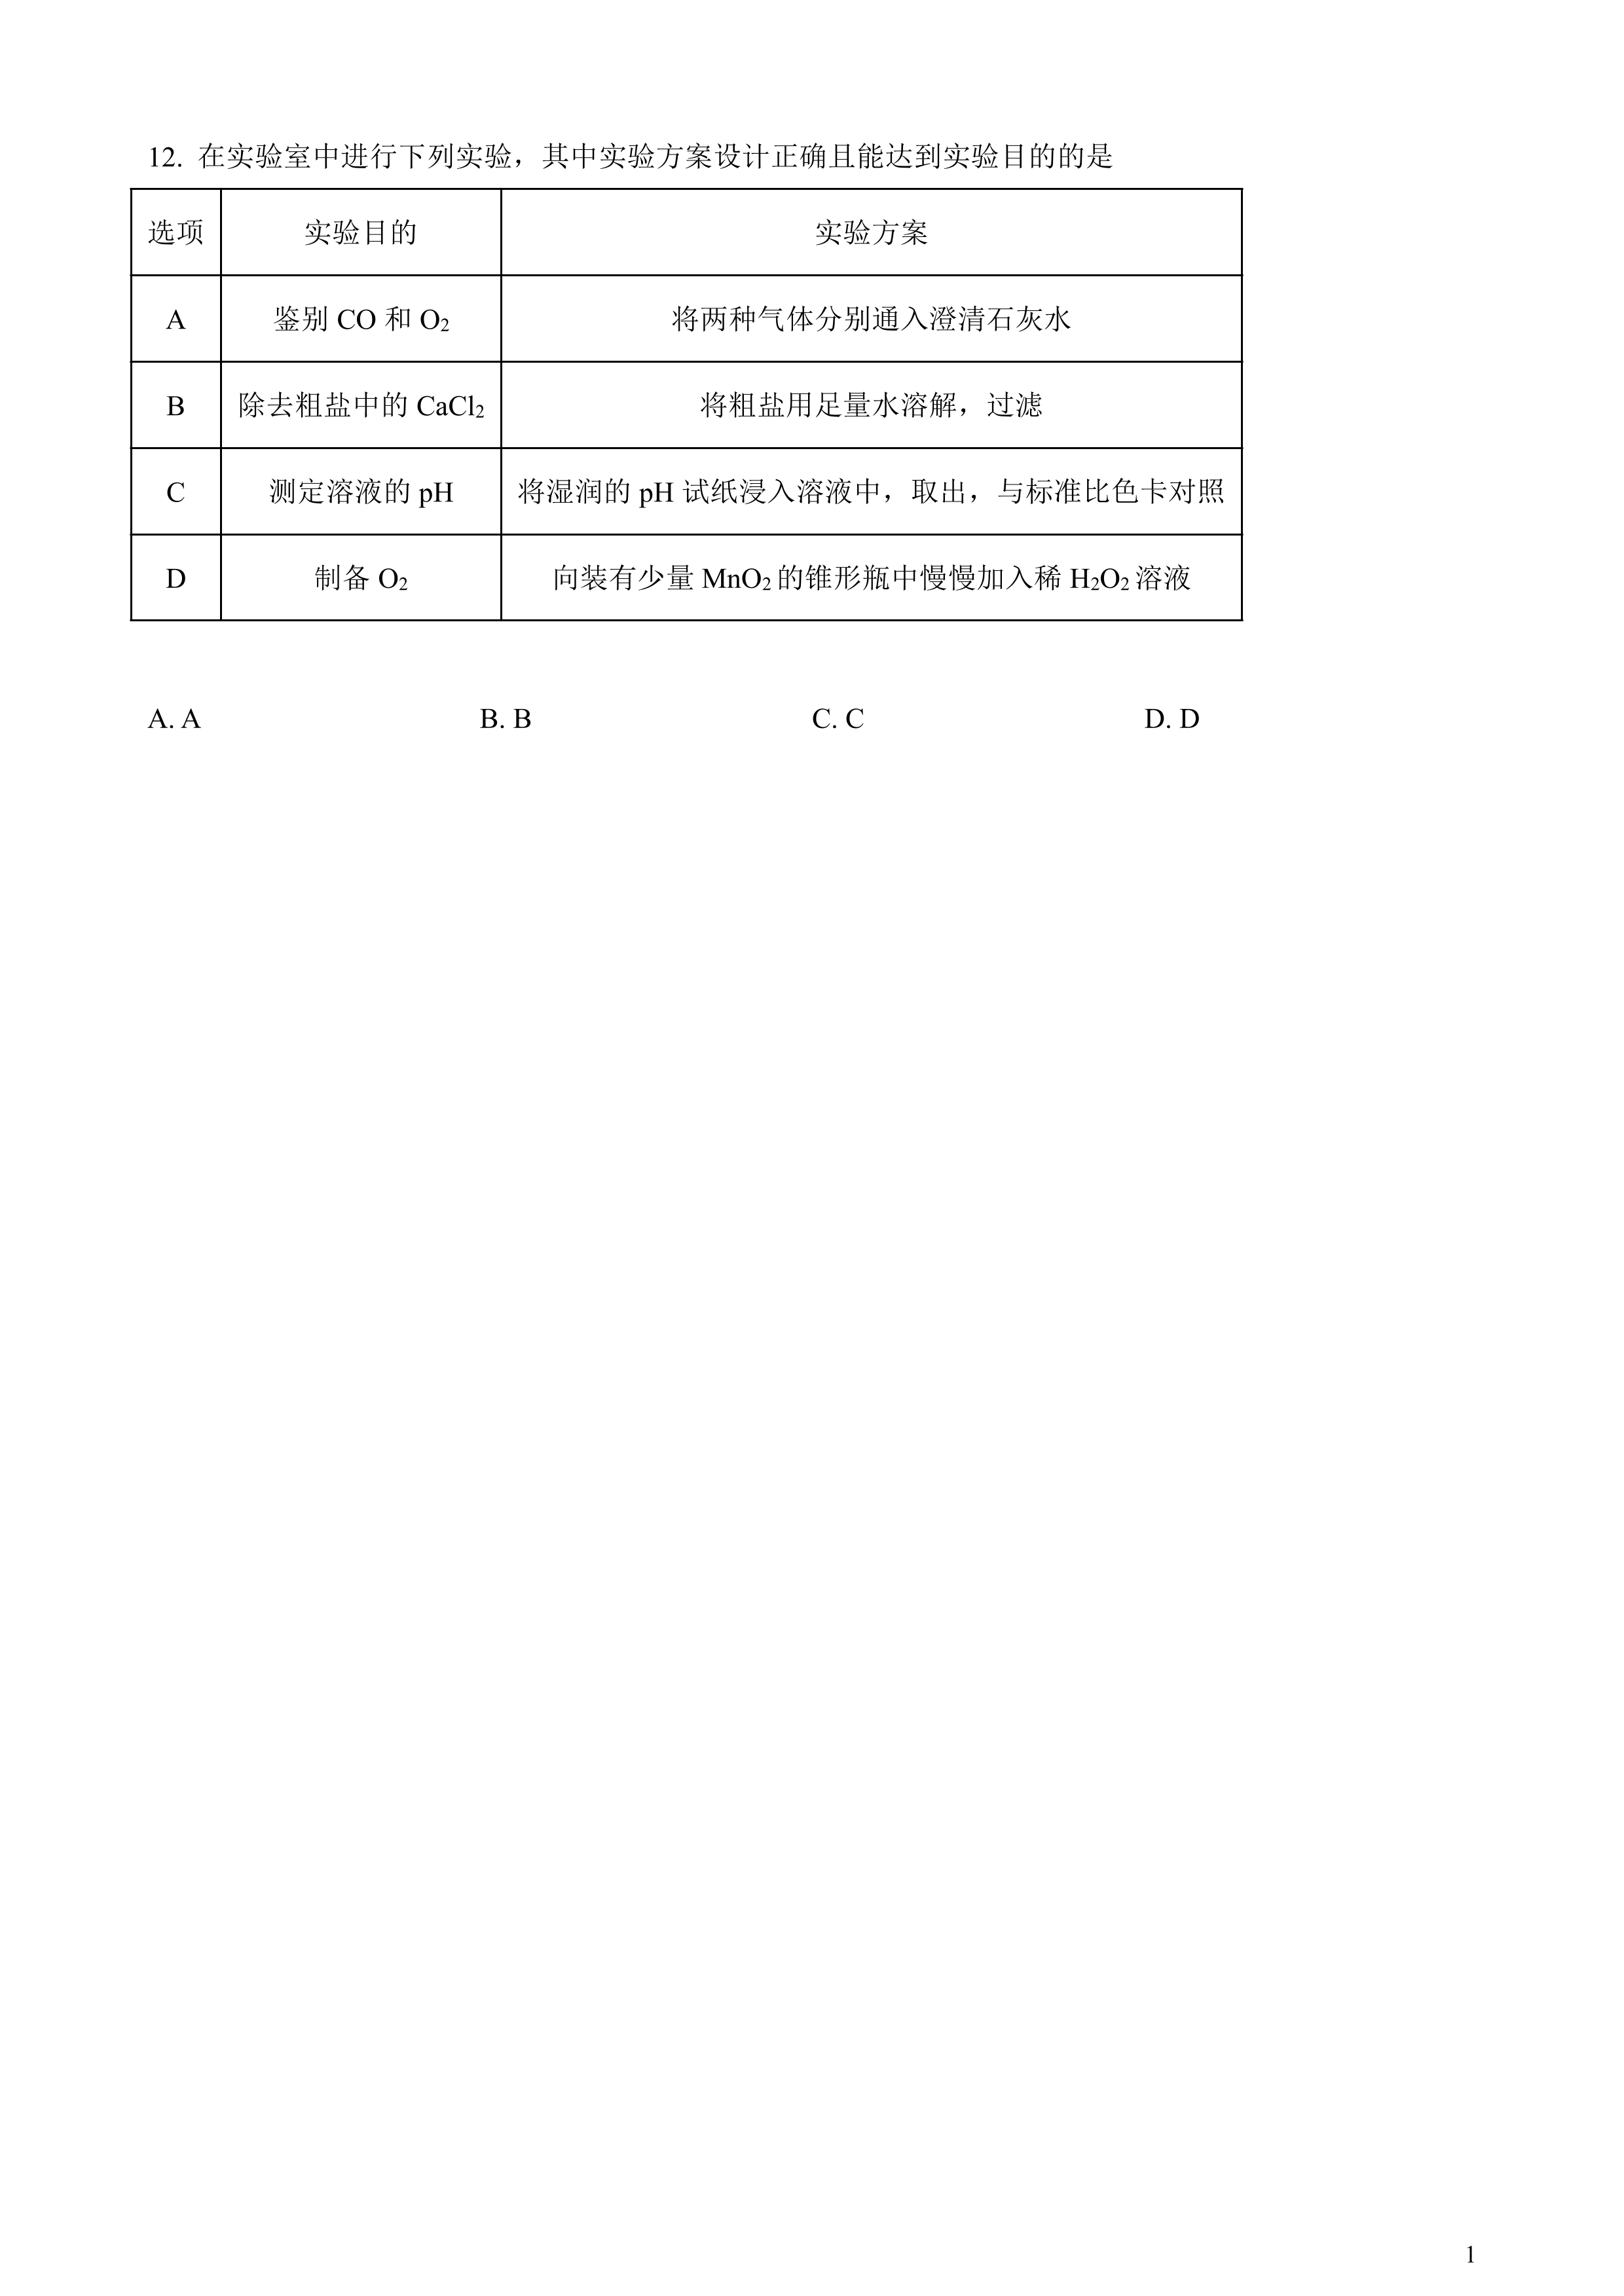 12. 在实验室中进行下列实验，其中实验方案设计正确且能达到实验目的的是
选项 实验目的 实验方案
A 鉴别 CO 和 O₂ 将两种气体分别通入澄清石灰水
B 除去粗盐中的 CaCl₂ 将粗盐用足量水溶解，过滤
C 测定溶液的 pH 将湿润的 pH 试纸浸入溶液中，取出，与标准比色卡对照
D 制备 O₂ 向装有少量 MnO₂ 的锥形瓶中慢慢加入稀 H₂O₂ 溶液
A. A B. B C. C D. D
1